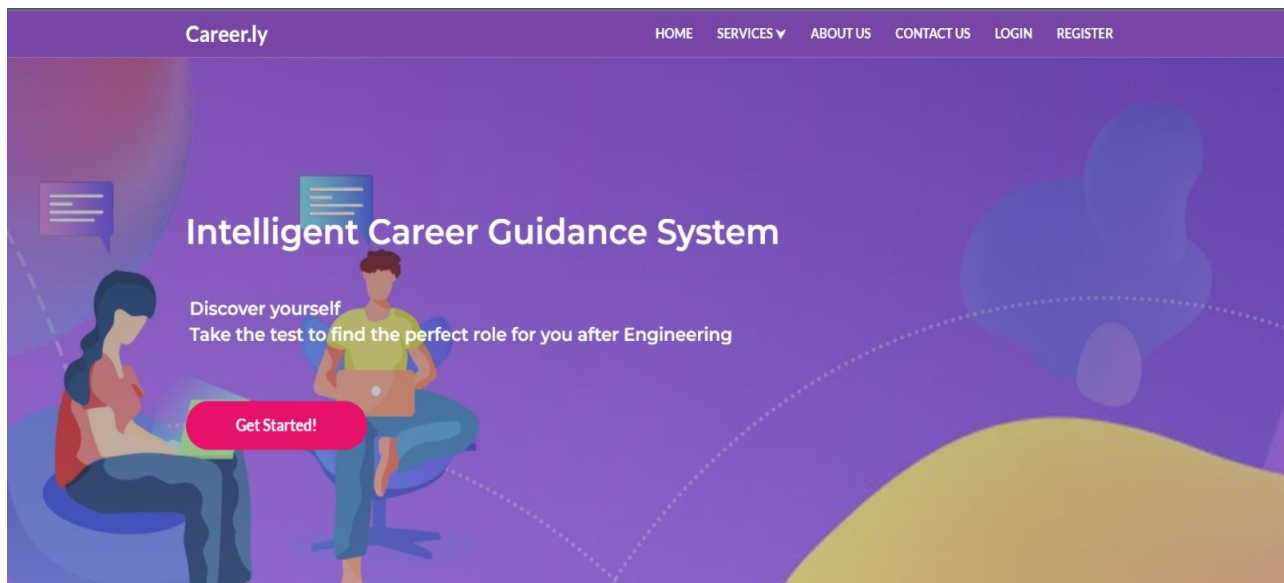 Career.ly
HOME SERVICES ABOUT US CONTACT US LOGIN REGISTER
Intelligent Career Guidance System
Discover yourself
Take the test to find the perfect role for you after Engineering
Get Started!